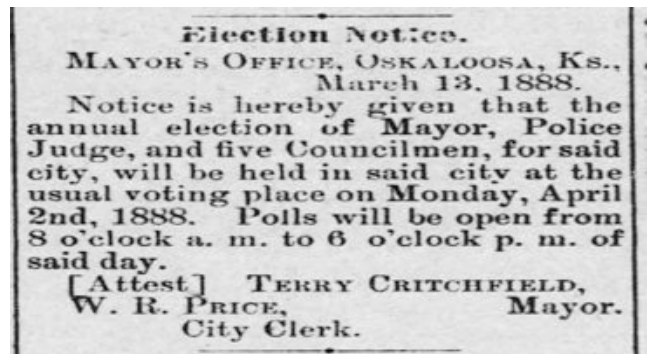 Election Notice.
MAYOR'S OFFICE, OSKALOOSA, KS.,
March 13, 1888.
Notice is hereby given that the
annual election of Mayor, Police
Judge, and five Councilmen, for said
city, will be held in said city at the
usual voting place on Monday, April
2nd, 1888. Polls will be open from
8 o'clock a. m. to 6 o'clock p. m. of
said day.
[Attest] TERRY CRITCHFIELD,
W. R. PRICE, Mayor.
City Clerk.